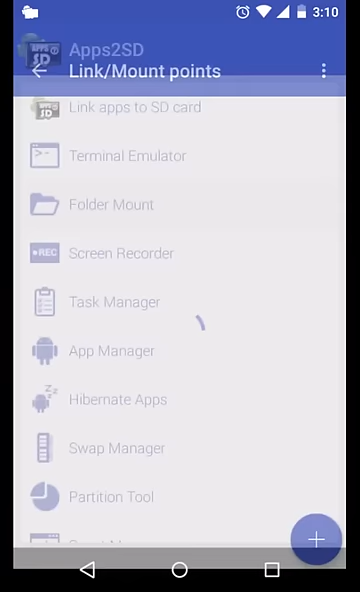 3:10
Apps2SD
Link/Mount points
Link apps to SD card
Terminal Emulator
Folder Mount
REC
Screen Recorder
Task Manager
App Manager
Hibernate Apps
Swap Manager
Partition Tool